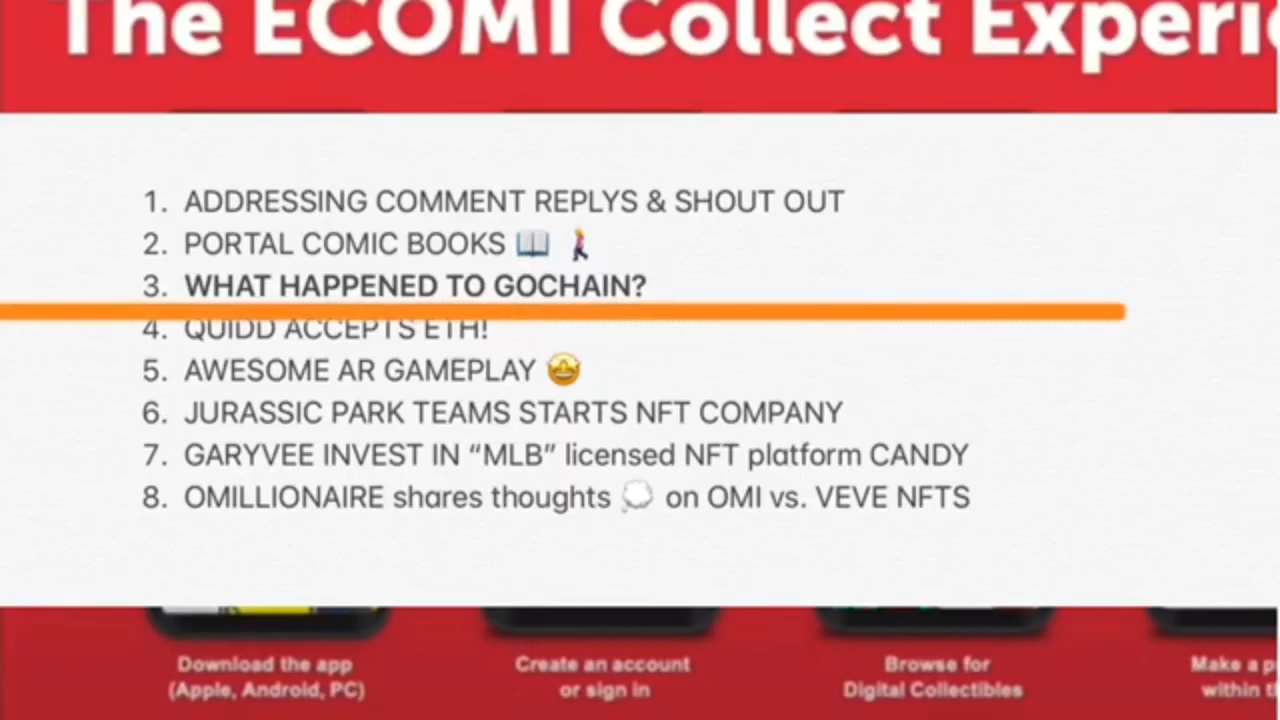 The ECOMI Collect Experie
1. ADDRESSING COMMENT REPLYS & SHOUT OUT
2. PORTAL COMIC BOOKS 📖 🚶
3. WHAT HAPPENED TO GOCHAIN?
4. QUIDD ACCEPTS ETH!
5. AWESOME AR GAMEPLAY 🤩
6. JURASSIC PARK TEAMS STARTS NFT COMPANY
7. GARYVEE INVEST IN “MLB” licensed NFT platform CANDY
8. OMILLIONAIRE shares thoughts 💭 on OMI vs. VEVE NFTS
Download the app
(Apple, Android, PC)
Create an account
or sign in
Browse for
Digital Collectibles
Make a p
within t